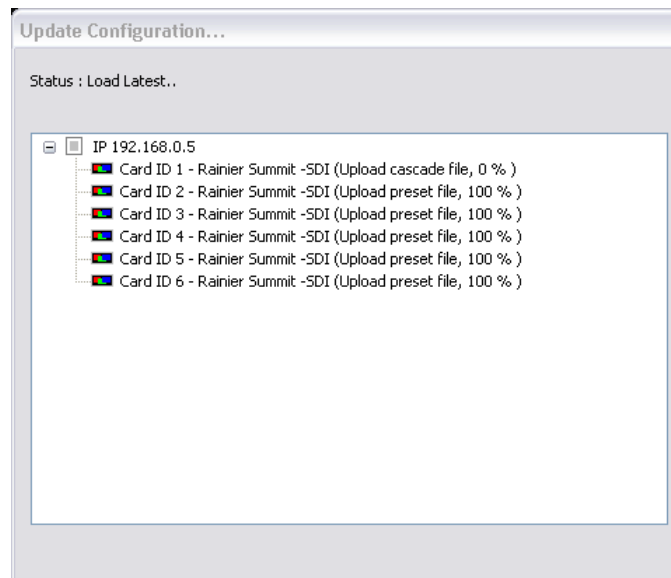 Update Configuration...
Status : Load Latest..
IP 192.168.0.5
Card ID 1 - Rainier Summit -SDI (Upload cascade file, 0 % )
Card ID 2 - Rainier Summit -SDI (Upload preset file, 100 % )
Card ID 3 - Rainier Summit -SDI (Upload preset file, 100 % )
Card ID 4 - Rainier Summit -SDI (Upload preset file, 100 % )
Card ID 5 - Rainier Summit -SDI (Upload preset file, 100 % )
Card ID 6 - Rainier Summit -SDI (Upload preset file, 100 % )